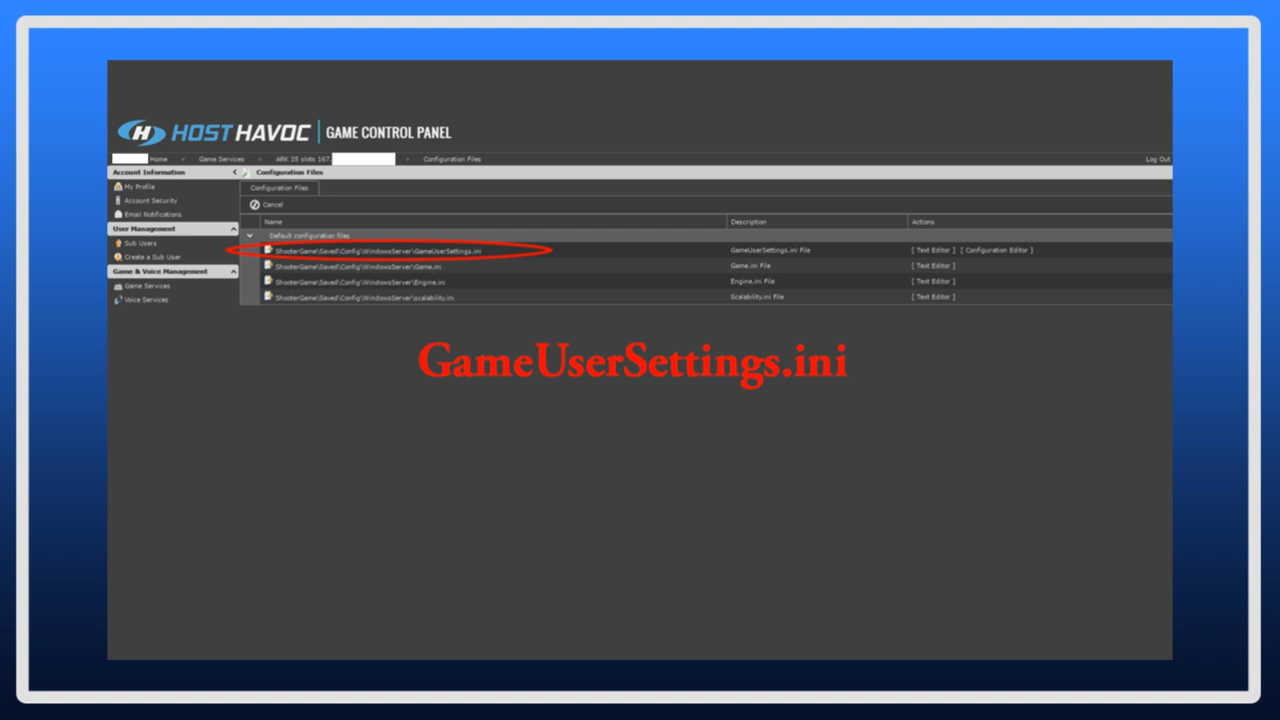 HOST HAVOC GAME CONTROL PANEL
Home Game Services ARK 35 slots 167. Configuration Files Log Out
Account Information
My Profile
Account Security
Email Notifications
User Management
Sub Users
Create a Sub User
Game & Voice Management
Game Services
Voice Services
Configuration Files
Configuration Files
Cancel
Name Description Actions
Default configuration files
ShooterGame\Saved\Config\WindowsServer\GameUserSettings.ini GameUserSettings.ini File [ Text Editor ] [ Configuration Editor ]
ShooterGame\Saved\Config\WindowsServer\Game.ini Game.ini File [ Text Editor ]
ShooterGame\Saved\Config\WindowsServer\Engine.ini Engine.ini File [ Text Editor ]
ShooterGame\Saved\Config\WindowsServer\scalability.ini Scalability.ini File [ Text Editor ]
GameUserSettings.ini